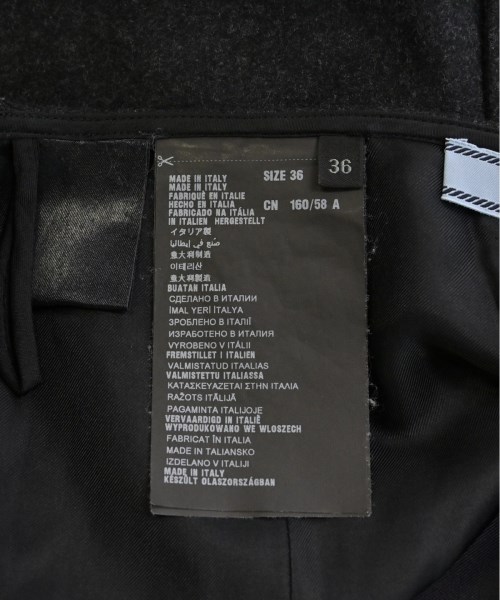 SIZE 36
36
CN 160/58 A
MADE IN ITALY
MADE IN ITALY
FABRIQUÉ EN ITALIE
HECHO EN ITALIA
FABRICADO NA ITÁLIA
IN ITALIEN HERGESTELLT
イタリア製
صنع في إيطاليا
意大利制造
이태리산
意大利製造
BUATAN ITALIA
СДЕЛАНО В ИТАЛИИ
İMAL YERİ İTALYA
ЗРОБЛЕНО В ІТАЛІЇ
ИЗРАБОТЕНО В ИТАЛИЯ
VYROBENO V ITÁLII
FREMSTILLET I ITALIEN
VALMISTATUD ITAALIAS
VALMISTETTU ITALIASSA
ΚΑΤΑΣΚΕΥΑΖΕΤΑΙ ΣΤΗΝ ΙΤΑΛΙΑ
RAŽOTS ITĀLIJĀ
PAGAMINTA ITALIJOJE
VERVAARDIGD IN ITALIË
WYPRODUKOWANO WE WLOSZECH
FABRICAT ÎN ITALIA
MADE IN TALIANSKO
IZDELANO V ITALIJI
MADE IN ITALY
KÉSZÜLT OLASZORSZÁGBAN